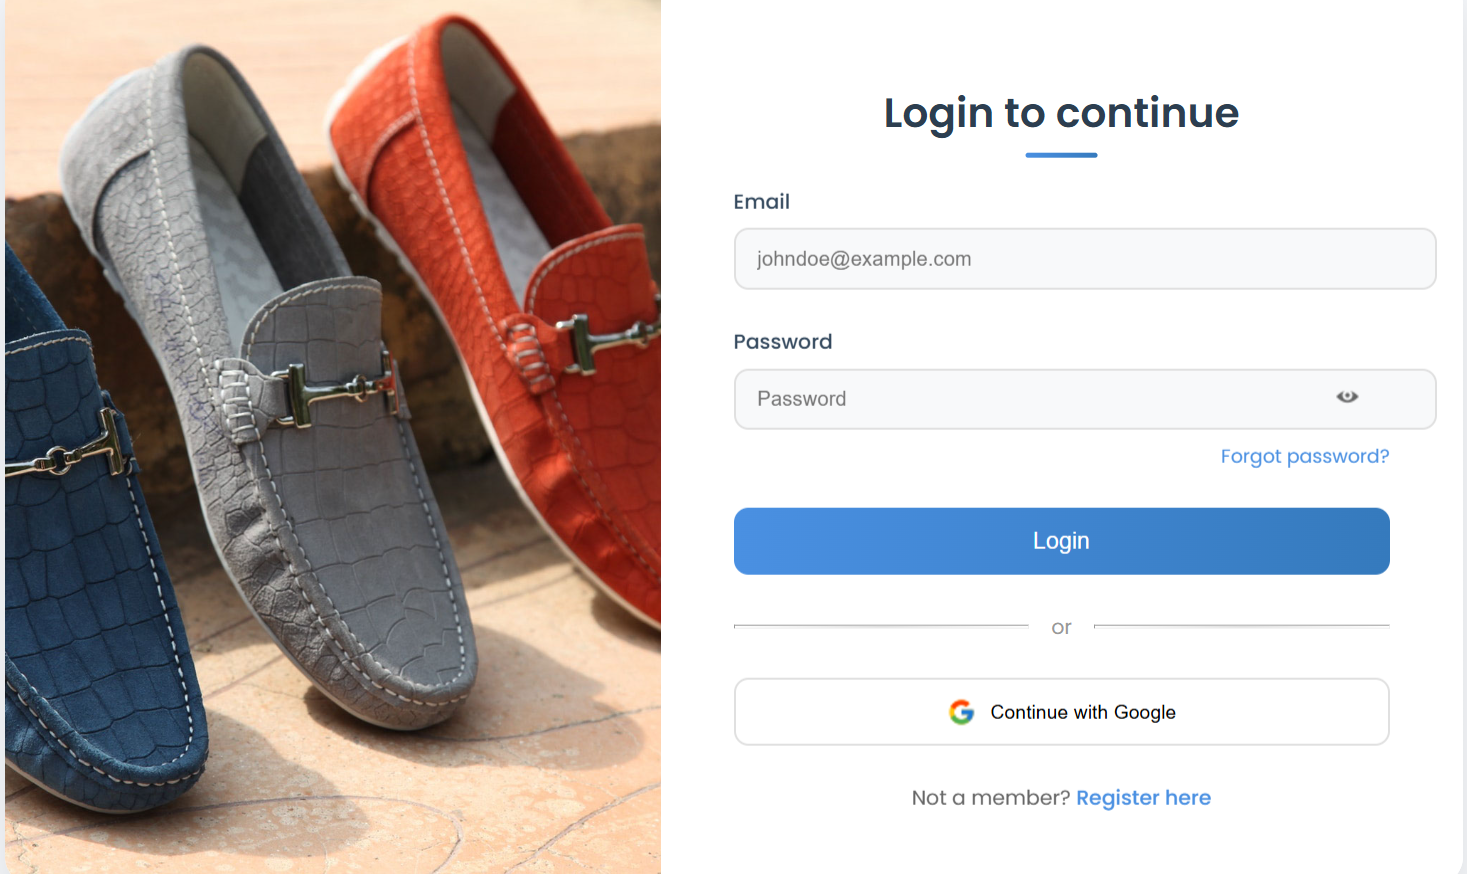 Login to continue
Email
johndoe@example.com
Password
Password
Forgot password?
Login
or
Continue with Google
Not a member? Register here